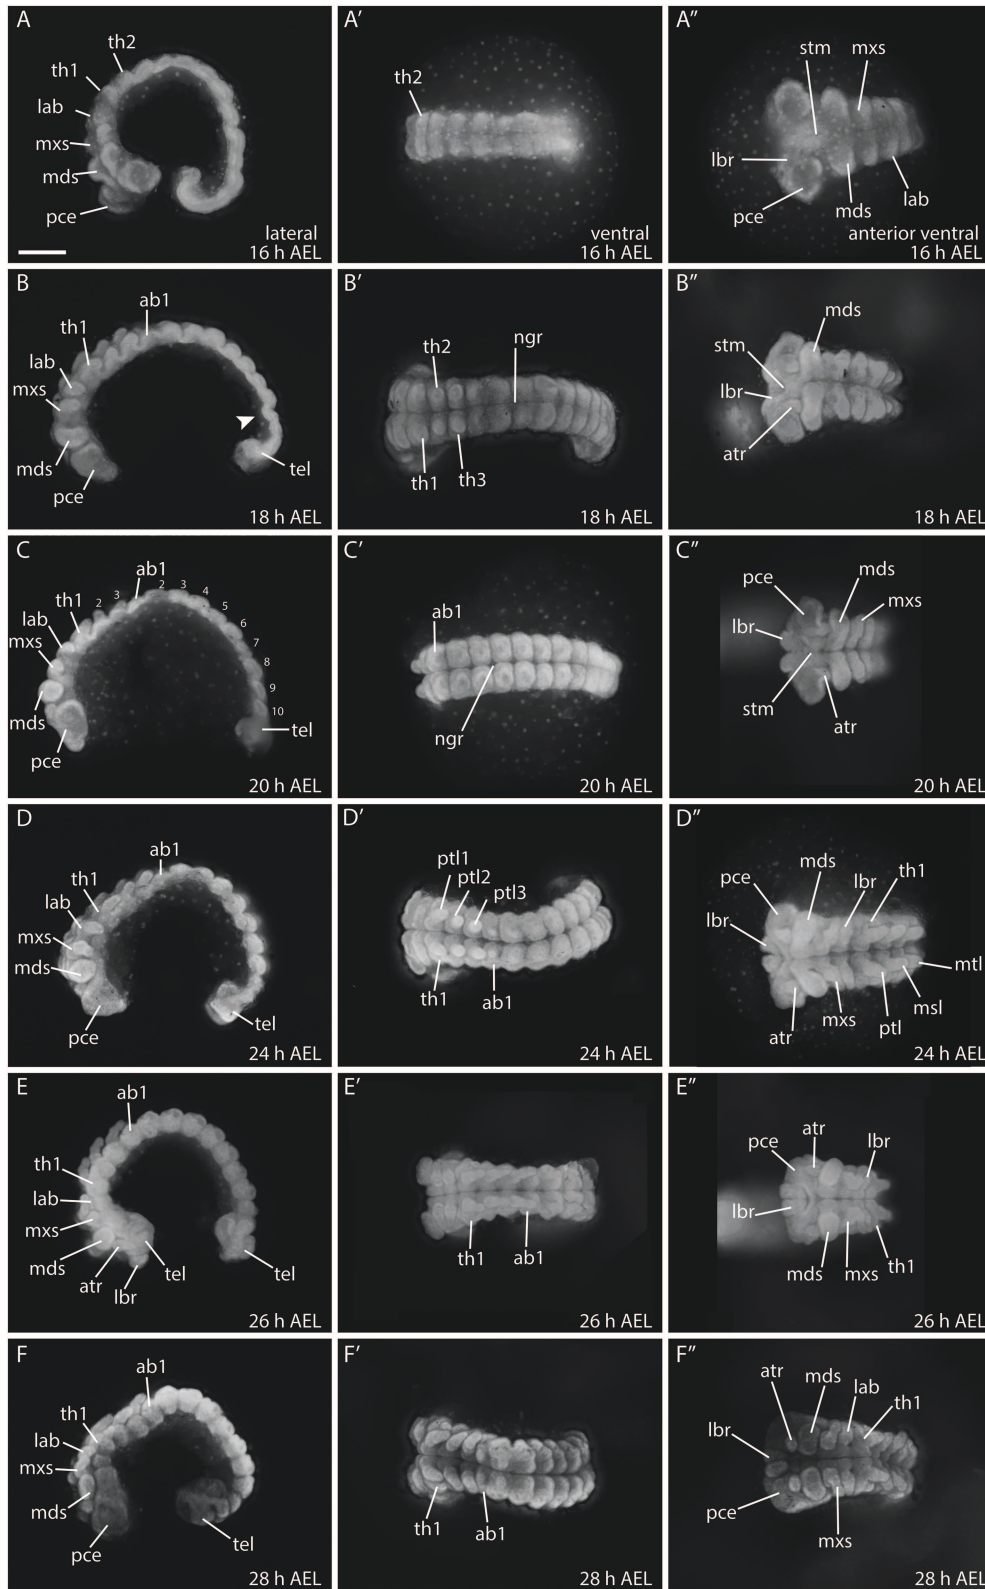 A
th2
th1
lab
mxs
mds
pce
lateral
16 h AEL
A′
th2
ventral
16 h AEL
A″
stm
mxs
lbr
pce
mds
lab
anterior ventral
16 h AEL
B
ab1
th1
lab
mxs
mds
pce
tel
18 h AEL
B′
th2
ngr
th1
th3
18 h AEL
B″
mds
stm
lbr
atr
18 h AEL
C
ab1
2
3
4
5
6
7
8
9
10
3
2
th1
lab
mxs
mds
pce
tel
20 h AEL
C′
ab1
ngr
20 h AEL
C″
pce
mds
mxs
lbr
stm
atr
20 h AEL
D
ab1
th1
lab
mxs
mds
pce
tel
24 h AEL
D′
ptl1
ptl2
ptl3
th1
ab1
24 h AEL
D″
mds
pce
lbr
th1
lbr
mtl
msl
ptl
mxs
atr
24 h AEL
E
ab1
th1
lab
mxs
mds
atr
lbr
tel
tel
26 h AEL
E′
th1
ab1
26 h AEL
E″
atr
pce
lbr
lbr
mds
mxs
th1
26 h AEL
F
ab1
th1
lab
mxs
mds
pce
tel
28 h AEL
F′
th1
ab1
28 h AEL
F″
atr
mds
lab
th1
lbr
pce
mxs
28 h AEL